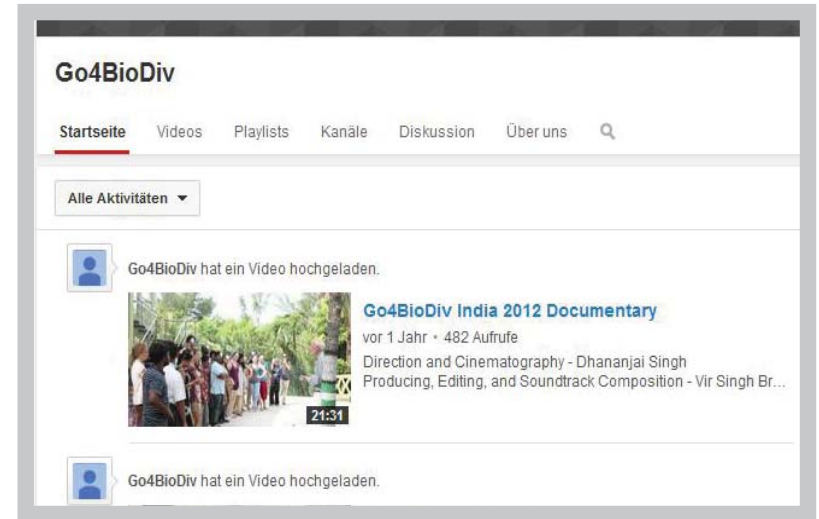 Go4BioDiv
Startseite Videos Playlists Kanäle Diskussion Über uns
Alle Aktivitäten
Go4BioDiv hat ein Video hochgeladen.
Go4BioDiv India 2012 Documentary
vor 1 Jahr • 482 Aufrufe
Direction and Cinematography - Dhananjai Singh
Producing, Editing, and Soundtrack Composition - Vir Singh Br...
21:31
Go4BioDiv hat ein Video hochgeladen.